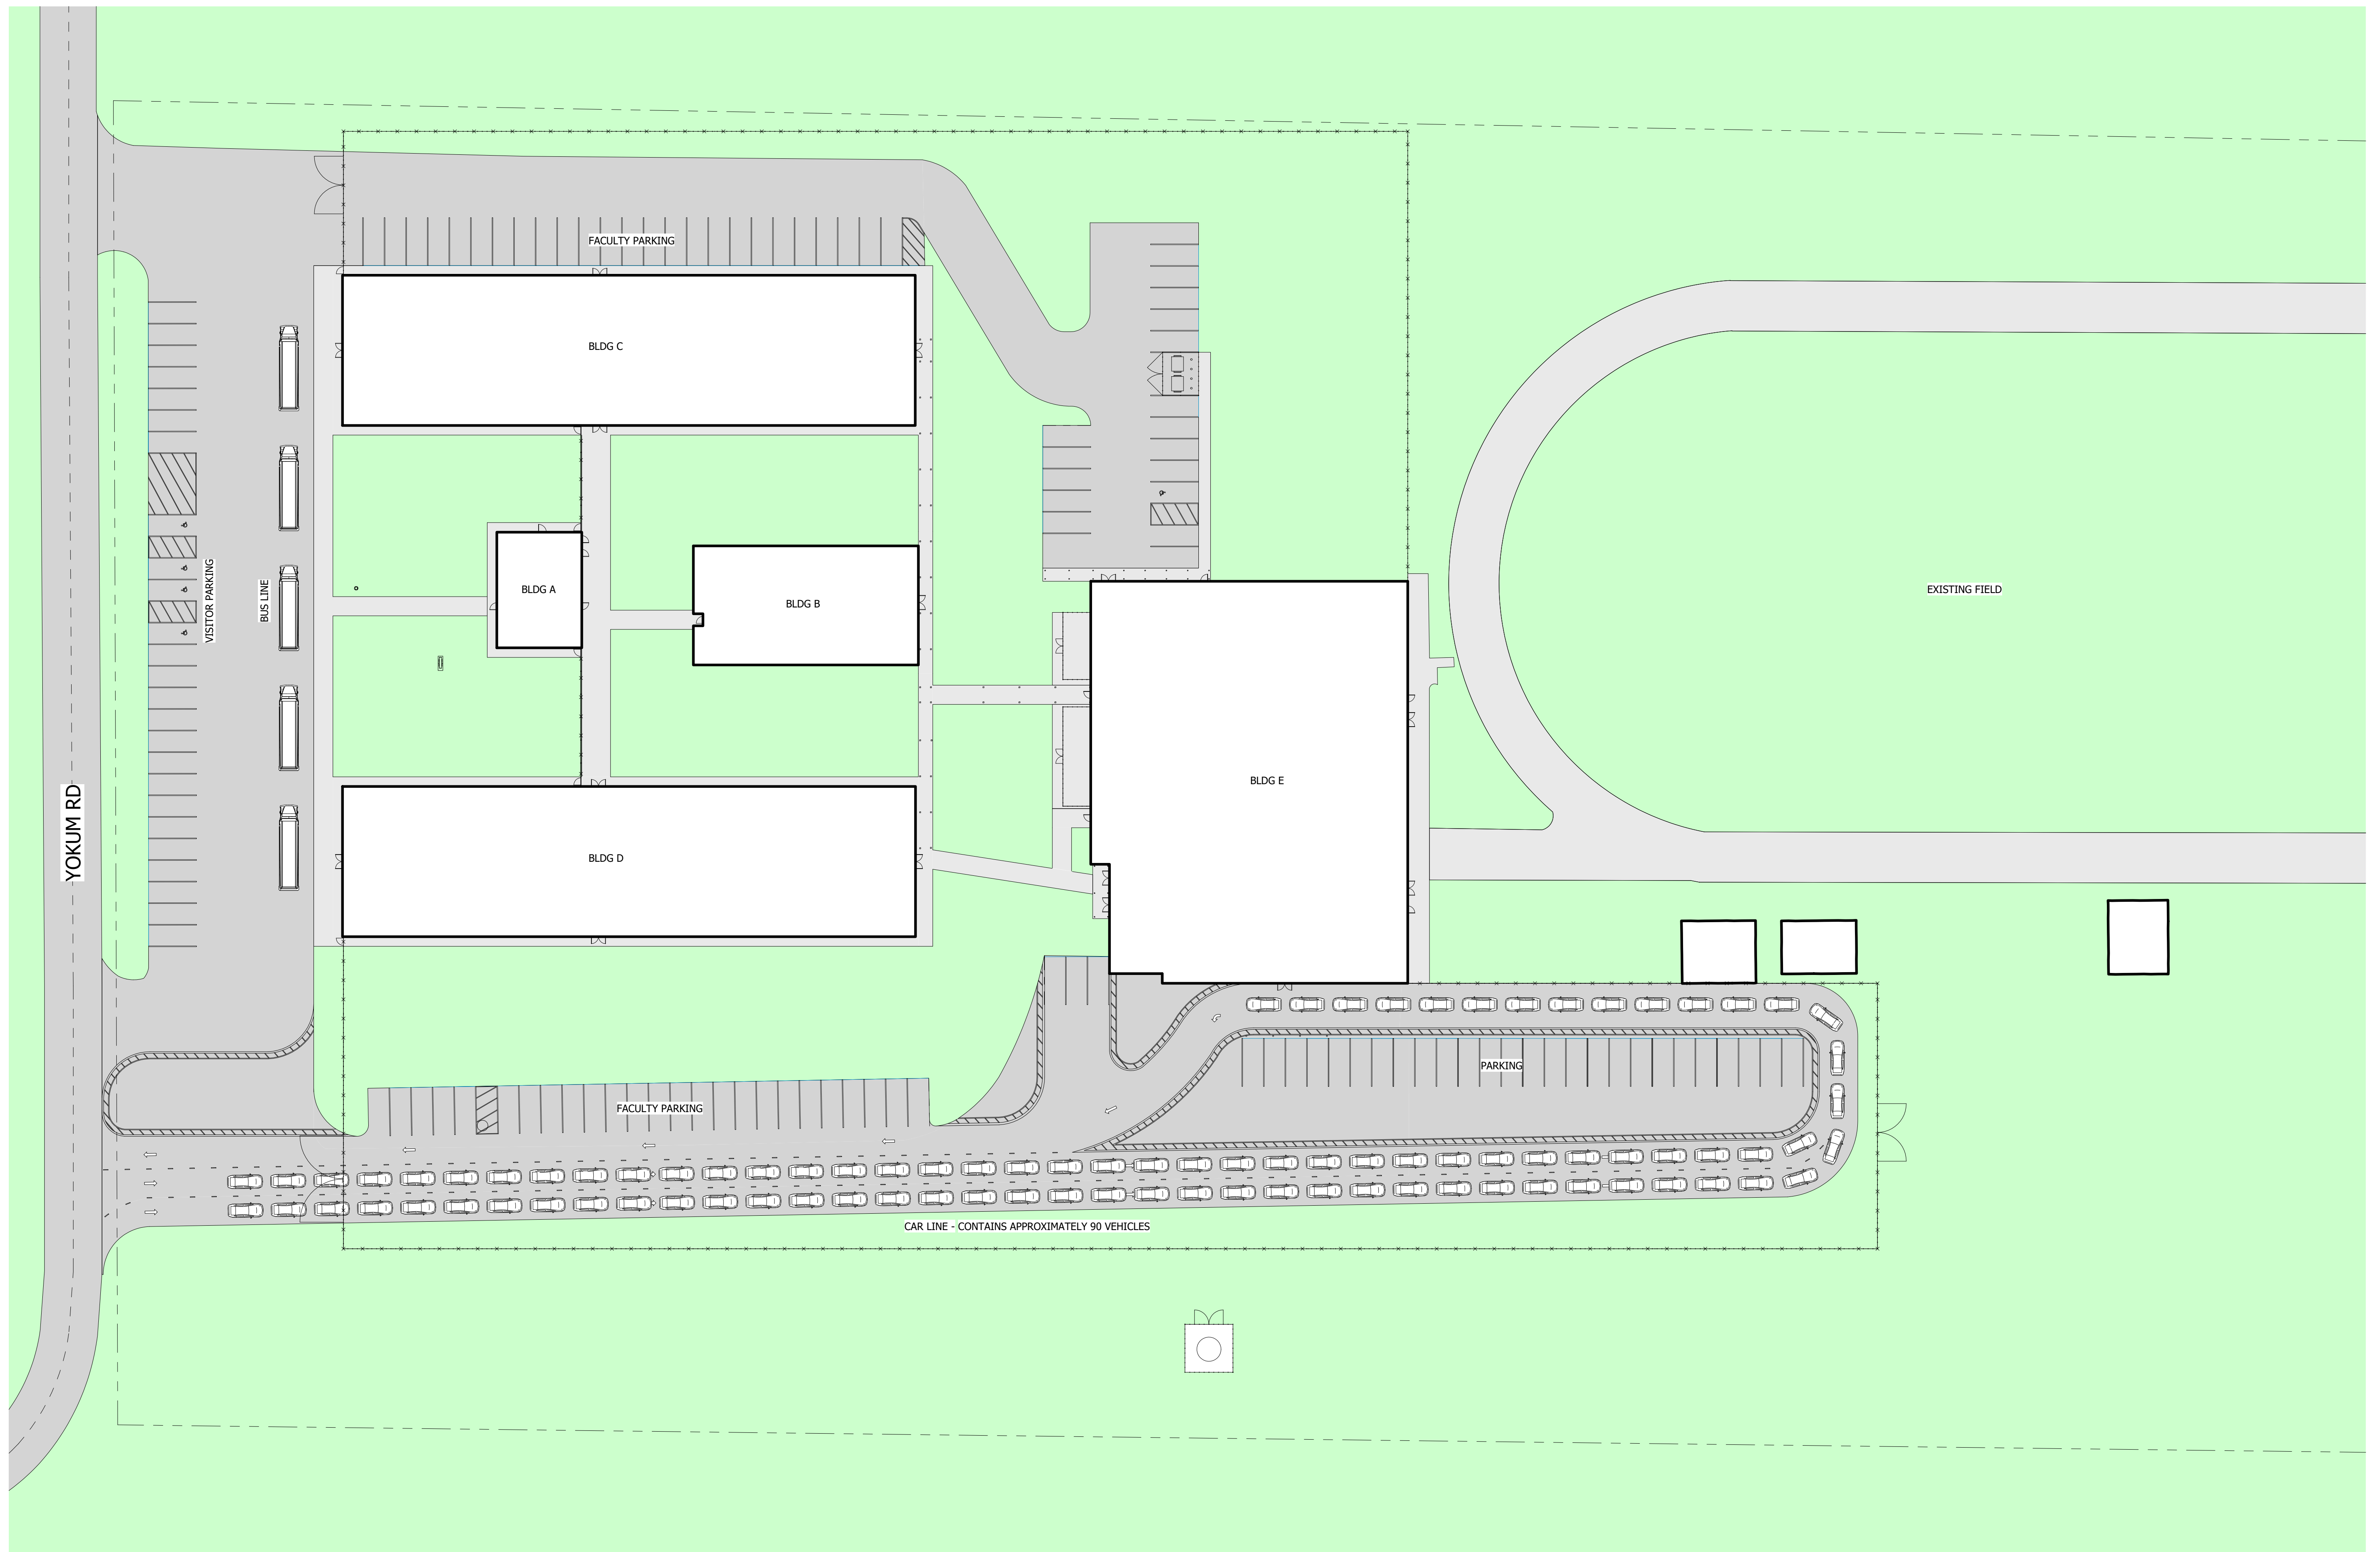 FACULTY PARKING
BLDG C
BLDG A
BLDG B
VISITOR PARKING
BUS LINE
EXISTING FIELD
YOKUM RD
BLDG E
BLDG D
PARKING
FACULTY PARKING
CAR LINE - CONTAINS APPROXIMATELY 90 VEHICLES